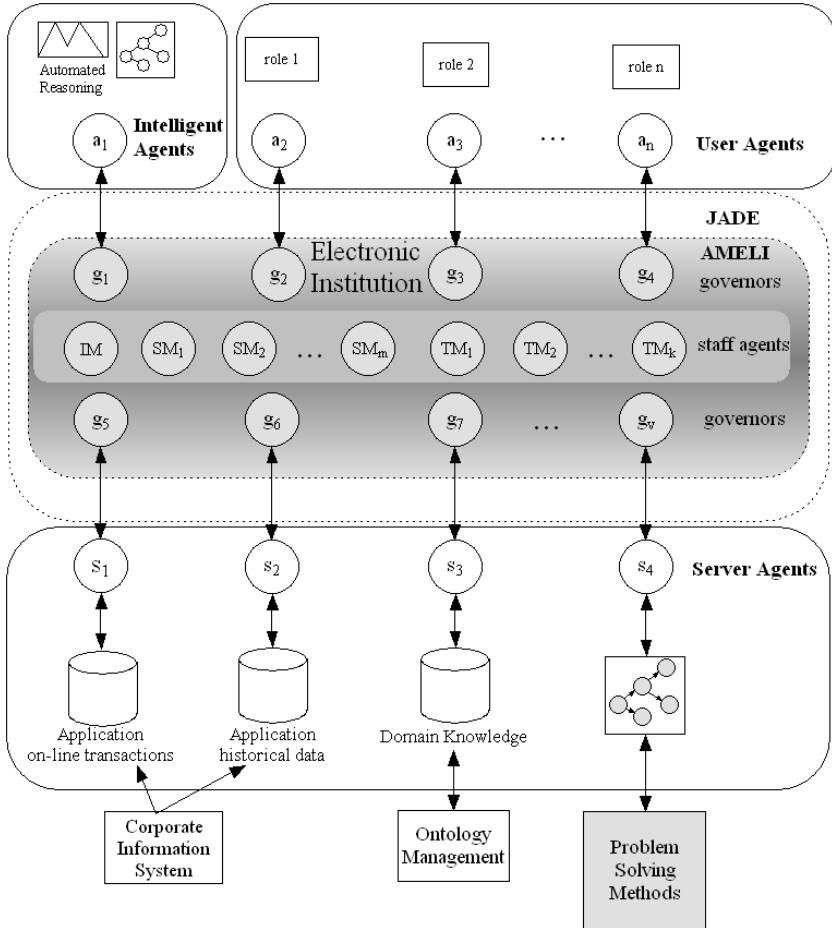 Automated
Reasoning
role 1
role 2
role n
a1
Intelligent
Agents
a2
a3
...
an
User Agents
JADE
Electronic
Institution
AMELI
g1
g2
g3
g4
governors
IM
SM1
SM2
...
SMm
TM1
TM2
...
TMk
staff agents
g5
g6
g7
...
gv
governors
s1
s2
s3
s4
Server Agents
Application
on-line transactions
Application
historical data
Domain Knowledge
Corporate
Information
System
Ontology
Management
Problem
Solving
Methods